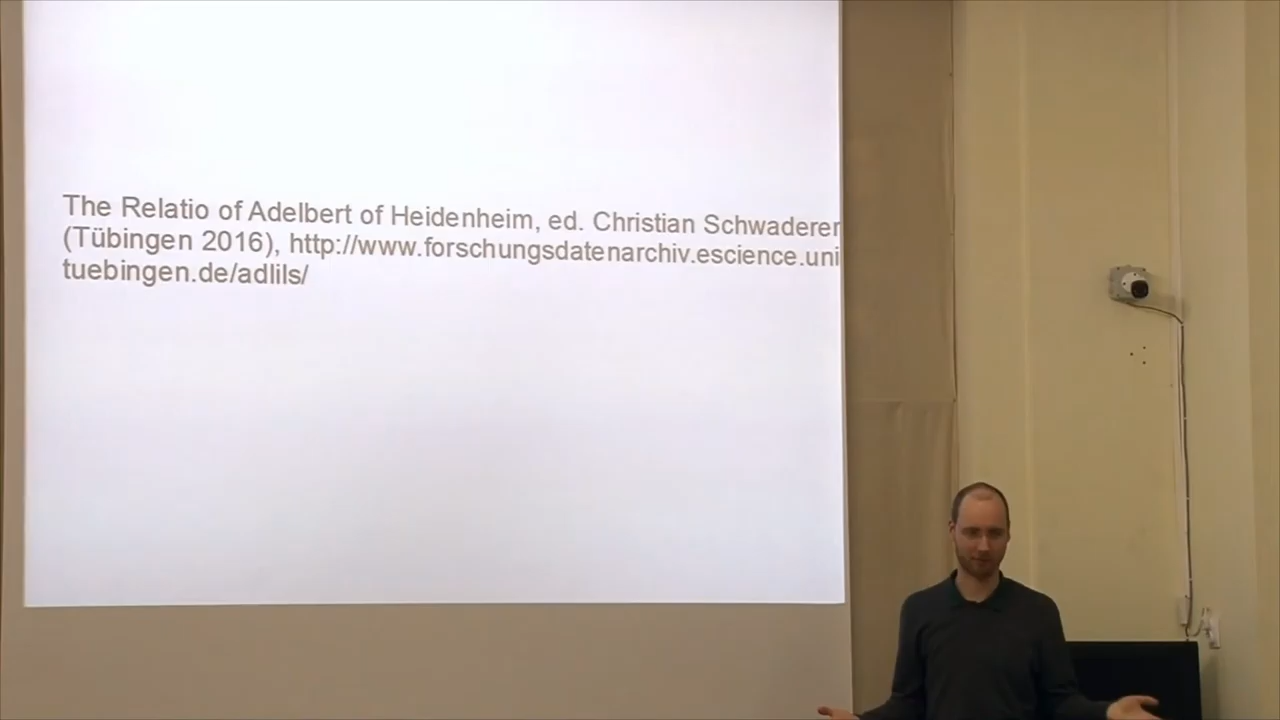 The Relatio of Adelbert of Heidenheim, ed. Christian Schwaderer
(Tübingen 2016), http://www.forschungsdatenarchiv.escience.uni
tuebingen.de/adlils/